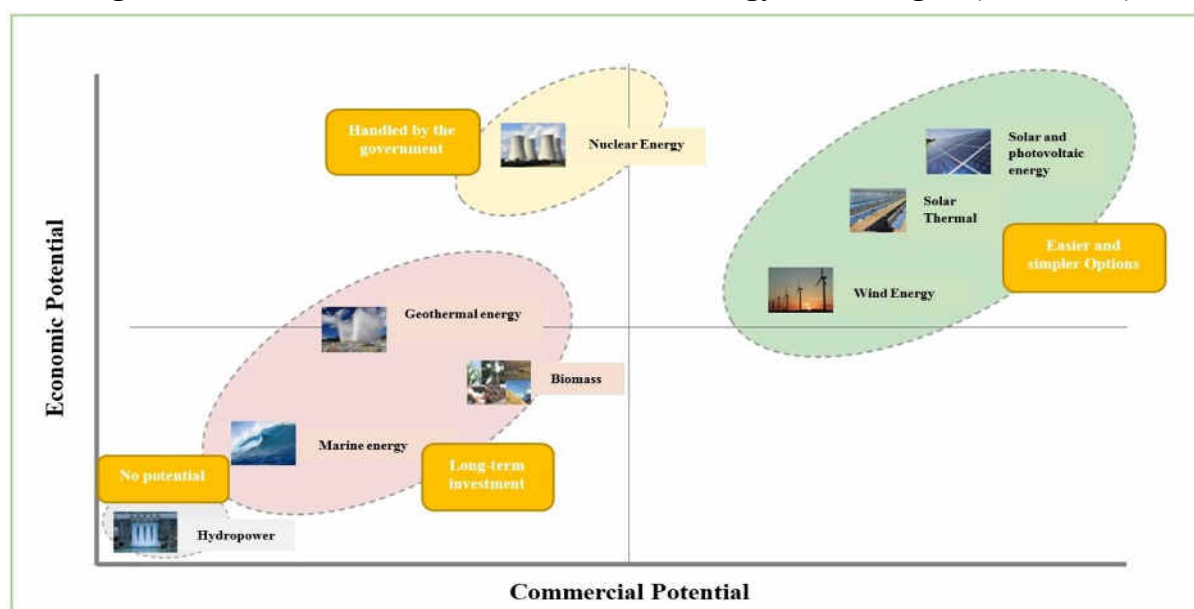 Handled by the
government
Nuclear Energy
Solar and
photovoltaic
energy
Solar
Thermal
Easier and
simpler Options
Wind Energy
Geothermal energy
Biomass
Marine energy
Long-term
investment
No potential
Hydropower
Economic Potential
Commercial Potential